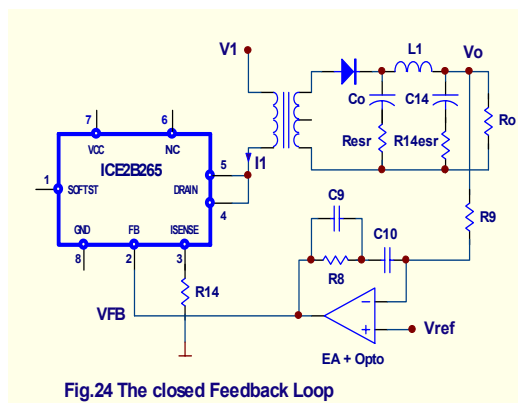 V1
L1
Vo
Co
C14
Ro
Resr
R14esr
7
6
VCC
NC
ICE2B265
5
I1
1
SOFTST
DRAIN
4
GND
FB
ISENSE
8
2
3
C9
R9
C10
R8
VFB
R14
Vref
EA + Opto
Fig.24 The closed Feedback Loop